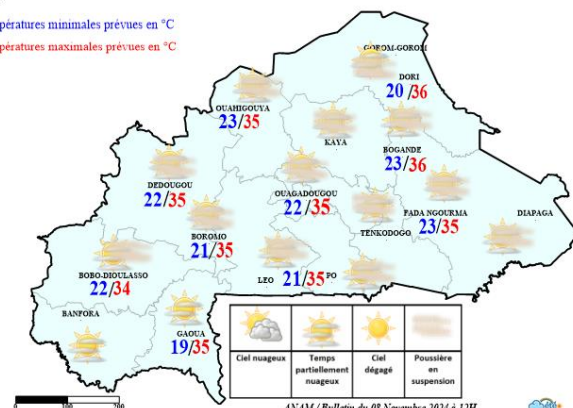 pératures minimales prévues en °C
pératures maximales prévues en °C
GOROM-GOROM
DORI
20/36
OUAHIGOUYA
23/35
KAYA
BOGANDE
23/36
DEDOUGOU
22/35
OUAGADOUGOU
22/35
FADA NGOURMA
23/35
DIAPAGA
TENKODOGO
BOROMO
21/35
BOBO-DIOULASSO
22/34
LEO
21/35
PO
BANFORA
GAOUA
19/35
Ciel nuageux
Temps partiellement nuageux
Ciel dégagé
Poussière en suspension
ANAM / Bulletin du 08 Novembre 2024 à 12H